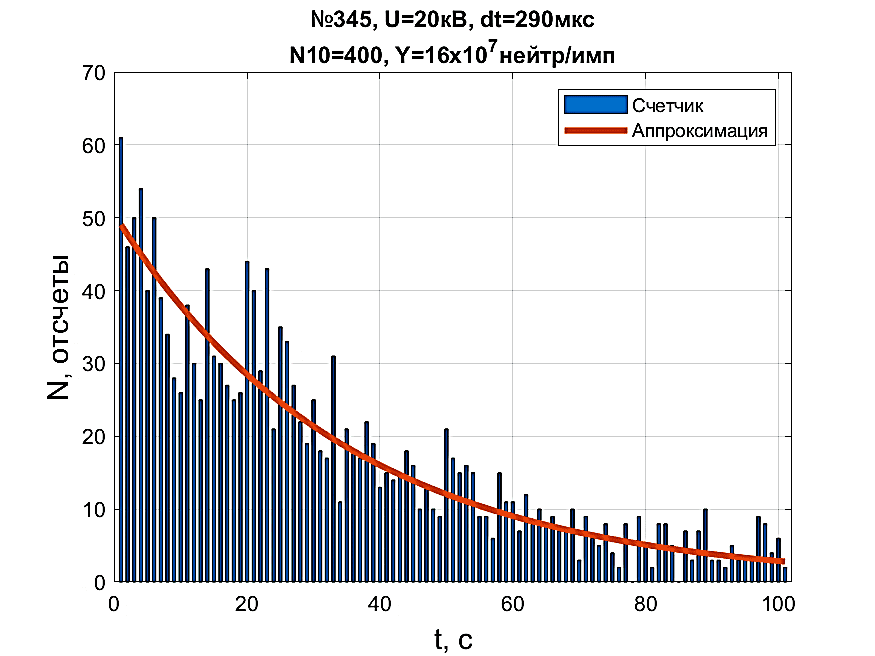 №345, U=20кВ, dt=290мкс
N10=400, Y=16x10⁷нейтр/имп
Счетчик
Аппроксимация
70
60
50
40
30
20
10
0
N, отсчеты
0 20 40 60 80 100
t, с